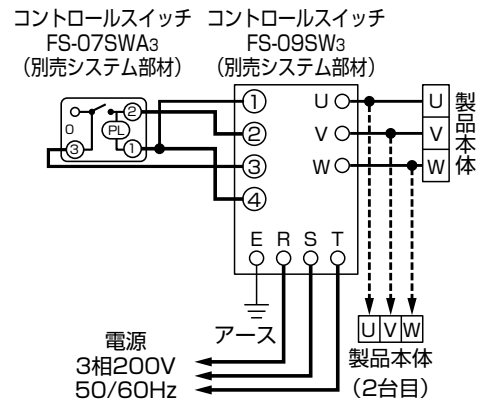 コントロールスイッチ
FS-07SWA3
（別売システム部材）
コントロールスイッチ
FS-09SW3
（別売システム部材）
0
PL
②
①
③
①
②
③
④
U
V
W
E R S T
U
V
W
製品本体
アース
電源
3相200V
50/60Hz
U V W
製品本体
（2台目）